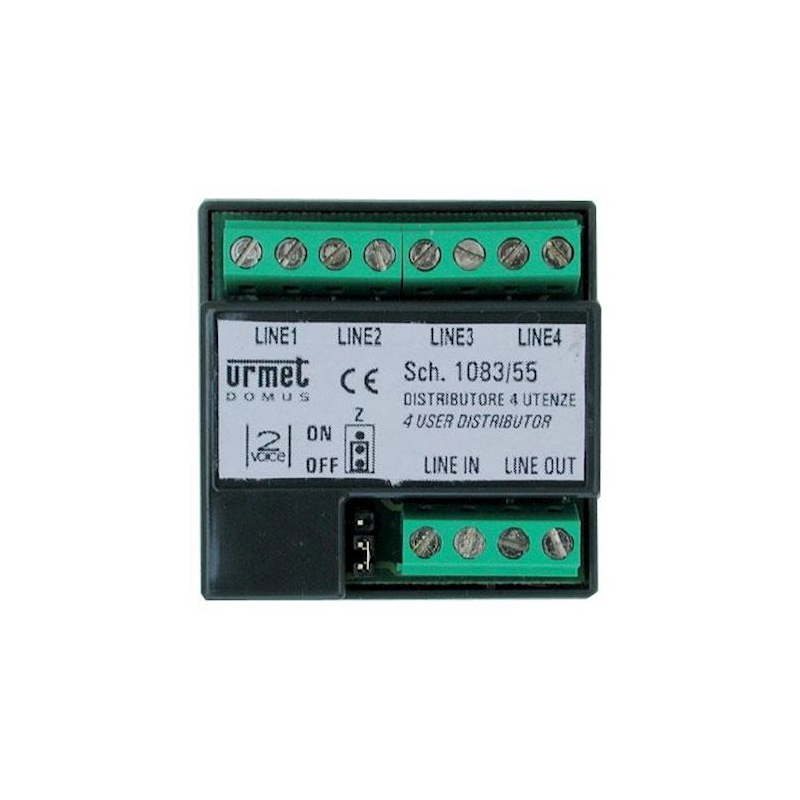 LINE1 LINE2 LINE3 LINE4
urmet
DOMUS
CE
Sch. 1083/55
DISTRIBUTORE 4 UTENZE
4 USER DISTRIBUTOR
2
voice
Z
ON
OFF
LINE IN LINE OUT